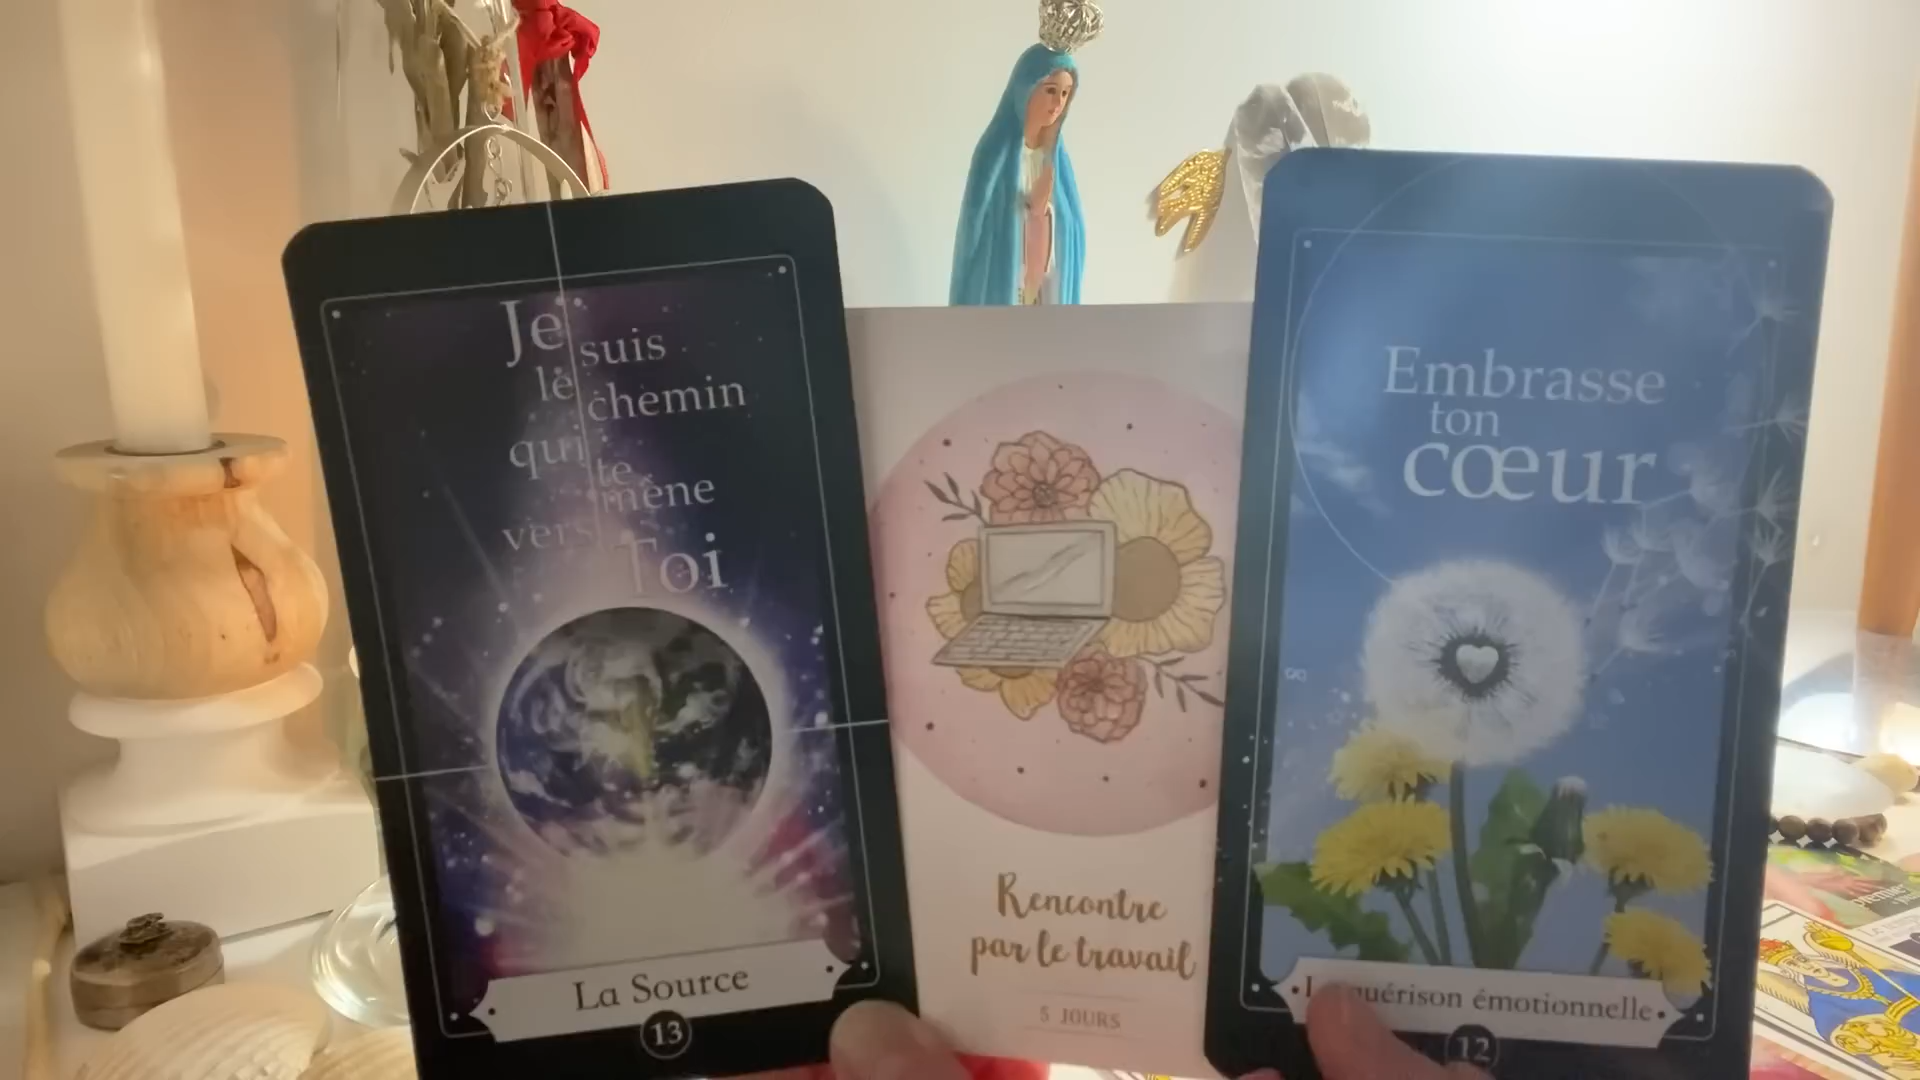 Je
suis
le
chemin
qui
te
mène
vers
Toi
La Source
13
Rencontre
par le travail
5 JOURS
Embrasse
ton
cœur
guérison émotionnelle
12
premier